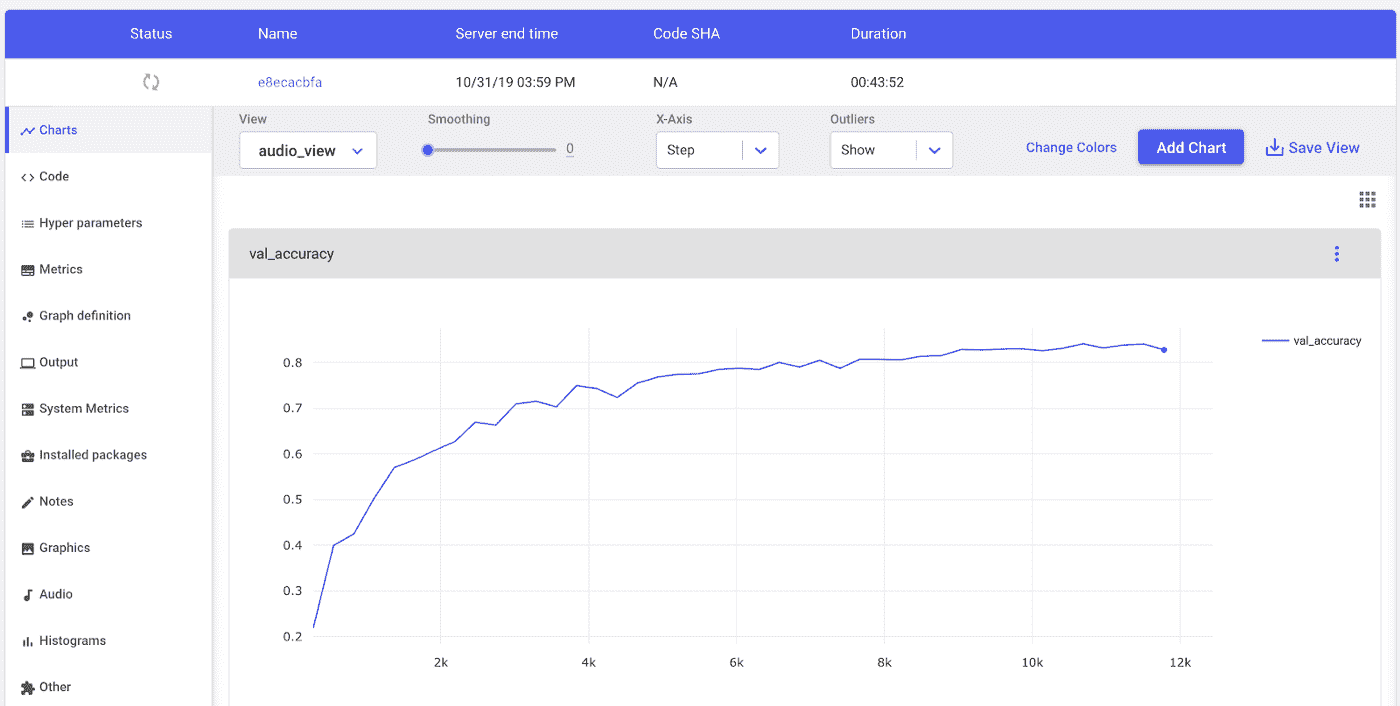 Status Name Server end time Code SHA Duration
e8ecacbfa 10/31/19 03:59 PM N/A 00:43:52
Charts
Code
Hyper parameters
Metrics
Graph definition
Output
System Metrics
Installed packages
Notes
Graphics
Audio
Histograms
Other
View Smoothing X-Axis Outliers
audio_view 0 Step Show Change Colors Add Chart Save View
val_accuracy
val_accuracy
0.8
0.7
0.6
0.5
0.4
0.3
0.2
2k 4k 6k 8k 10k 12k